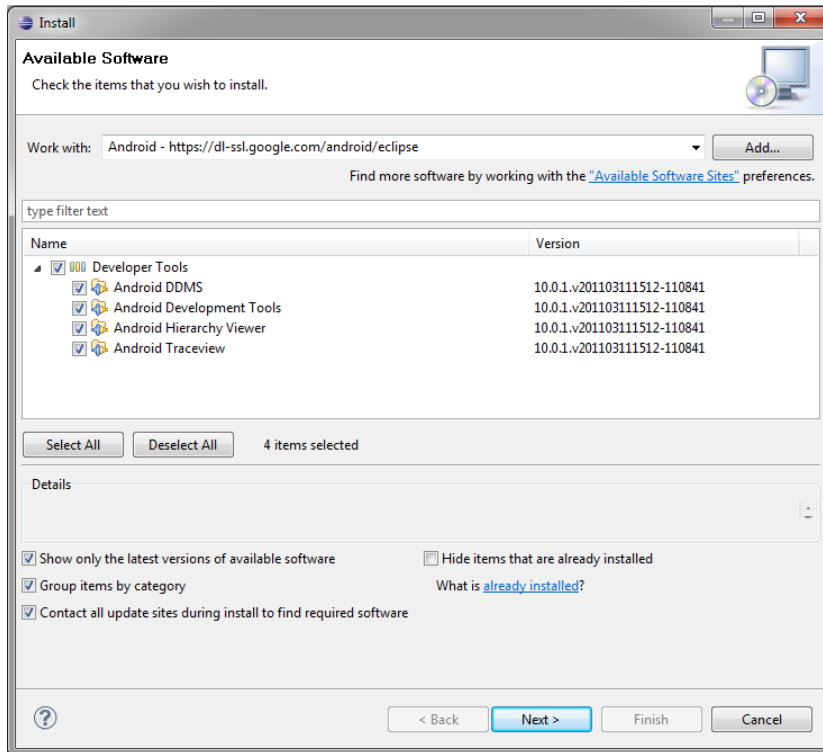 Install
Available Software
Check the items that you wish to install.
Work with: Android - https://dl-ssl.google.com/android/eclipse Add...
Find more software by working with the "Available Software Sites" preferences.
type filter text
Name Version
Developer Tools
Android DDMS 10.0.1.v201103111512-110841
Android Development Tools 10.0.1.v201103111512-110841
Android Hierarchy Viewer 10.0.1.v201103111512-110841
Android Traceview 10.0.1.v201103111512-110841
Select All Deselect All 4 items selected
Details
Show only the latest versions of available software Hide items that are already installed
Group items by category What is already installed?
Contact all update sites during install to find required software
? < Back Next > Finish Cancel